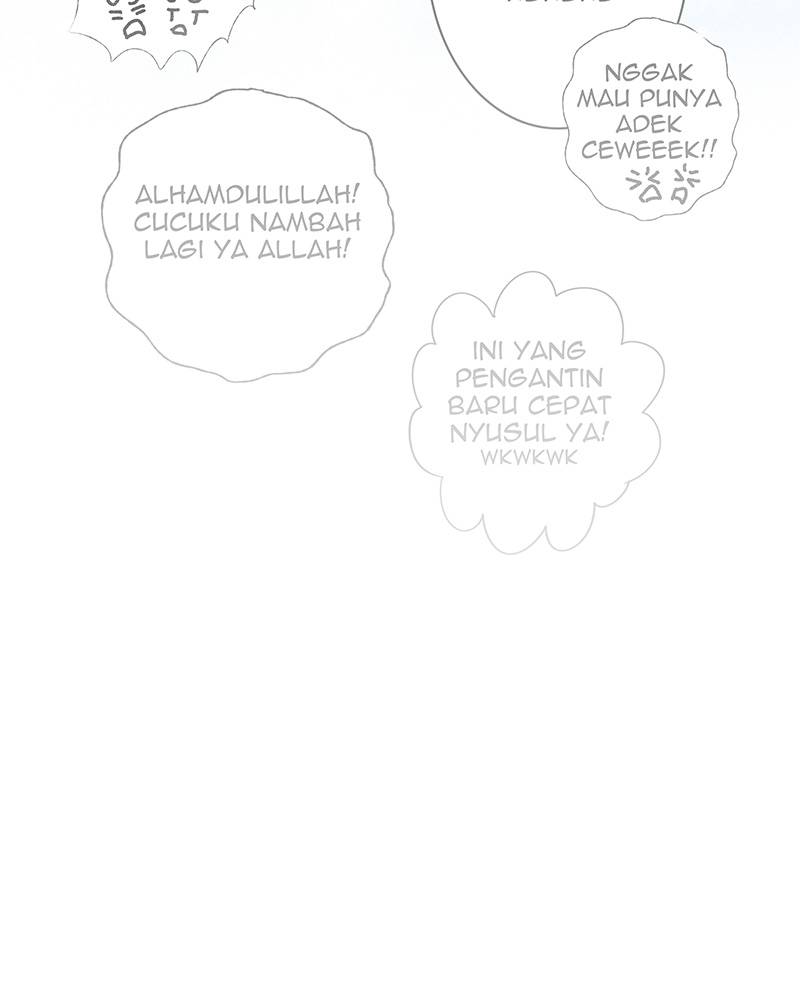 NGGAK
MAU PUNYA
ADEK
CEWEEEK!!
ALHAMDULILLAH!
CUCUKU NAMBAH
LAGI YA ALLAH!
INI YANG
PENGANTIN
BARU CEPAT
NYUSUL YA!
WKWKWK